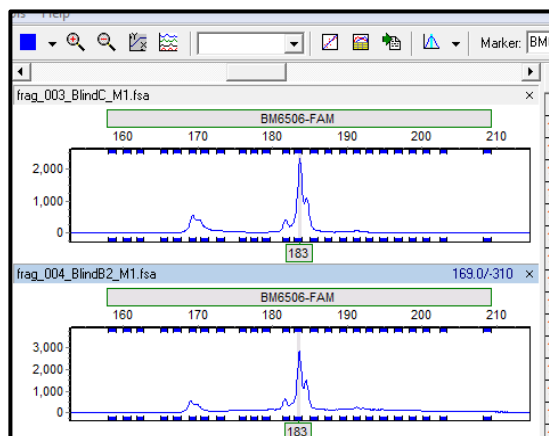 Help
Marker: BM
frag_003_BlindC_M1.fsa
BM6506-FAM
160 170 180 190 200 210
2,000
1,000
0
183
frag_004_BlindB2_M1.fsa 169.0/-310
BM6506-FAM
160 170 180 190 200 210
3,000
2,000
1,000
0
183